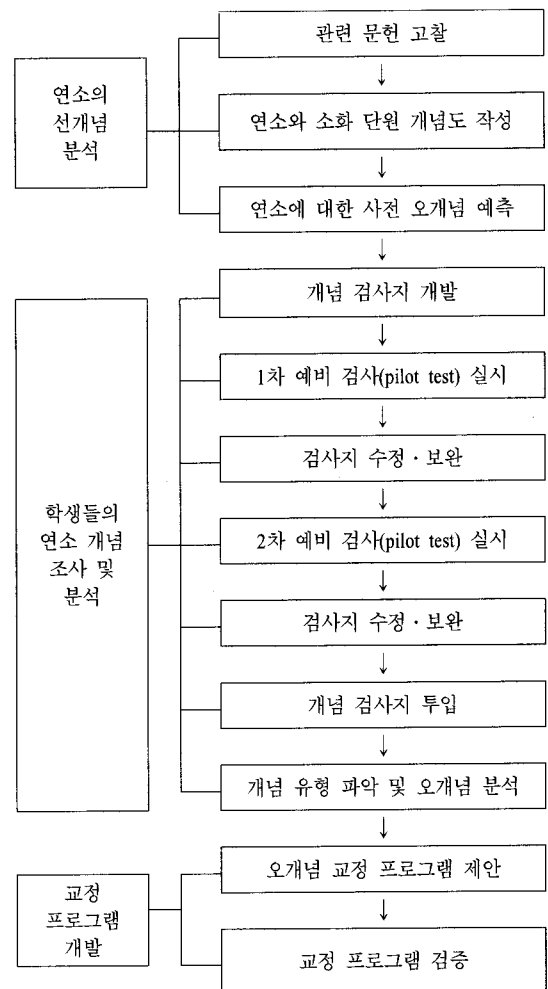 관련 문헌 고찰
연소의
선개념
분석
연소와 소화 단원 개념도 작성
연소에 대한 사전 오개념 예측
개념 검사지 개발
1차 예비 검사(pilot test) 실시
검사지 수정·보완
학생들의
연소 개념
조사 및
분석
2차 예비 검사(pilot test) 실시
검사지 수정·보완
개념 검사지 투입
개념 유형 파악 및 오개념 분석
오개념 교정 프로그램 제안
교정
프로그램
개발
교정 프로그램 검증